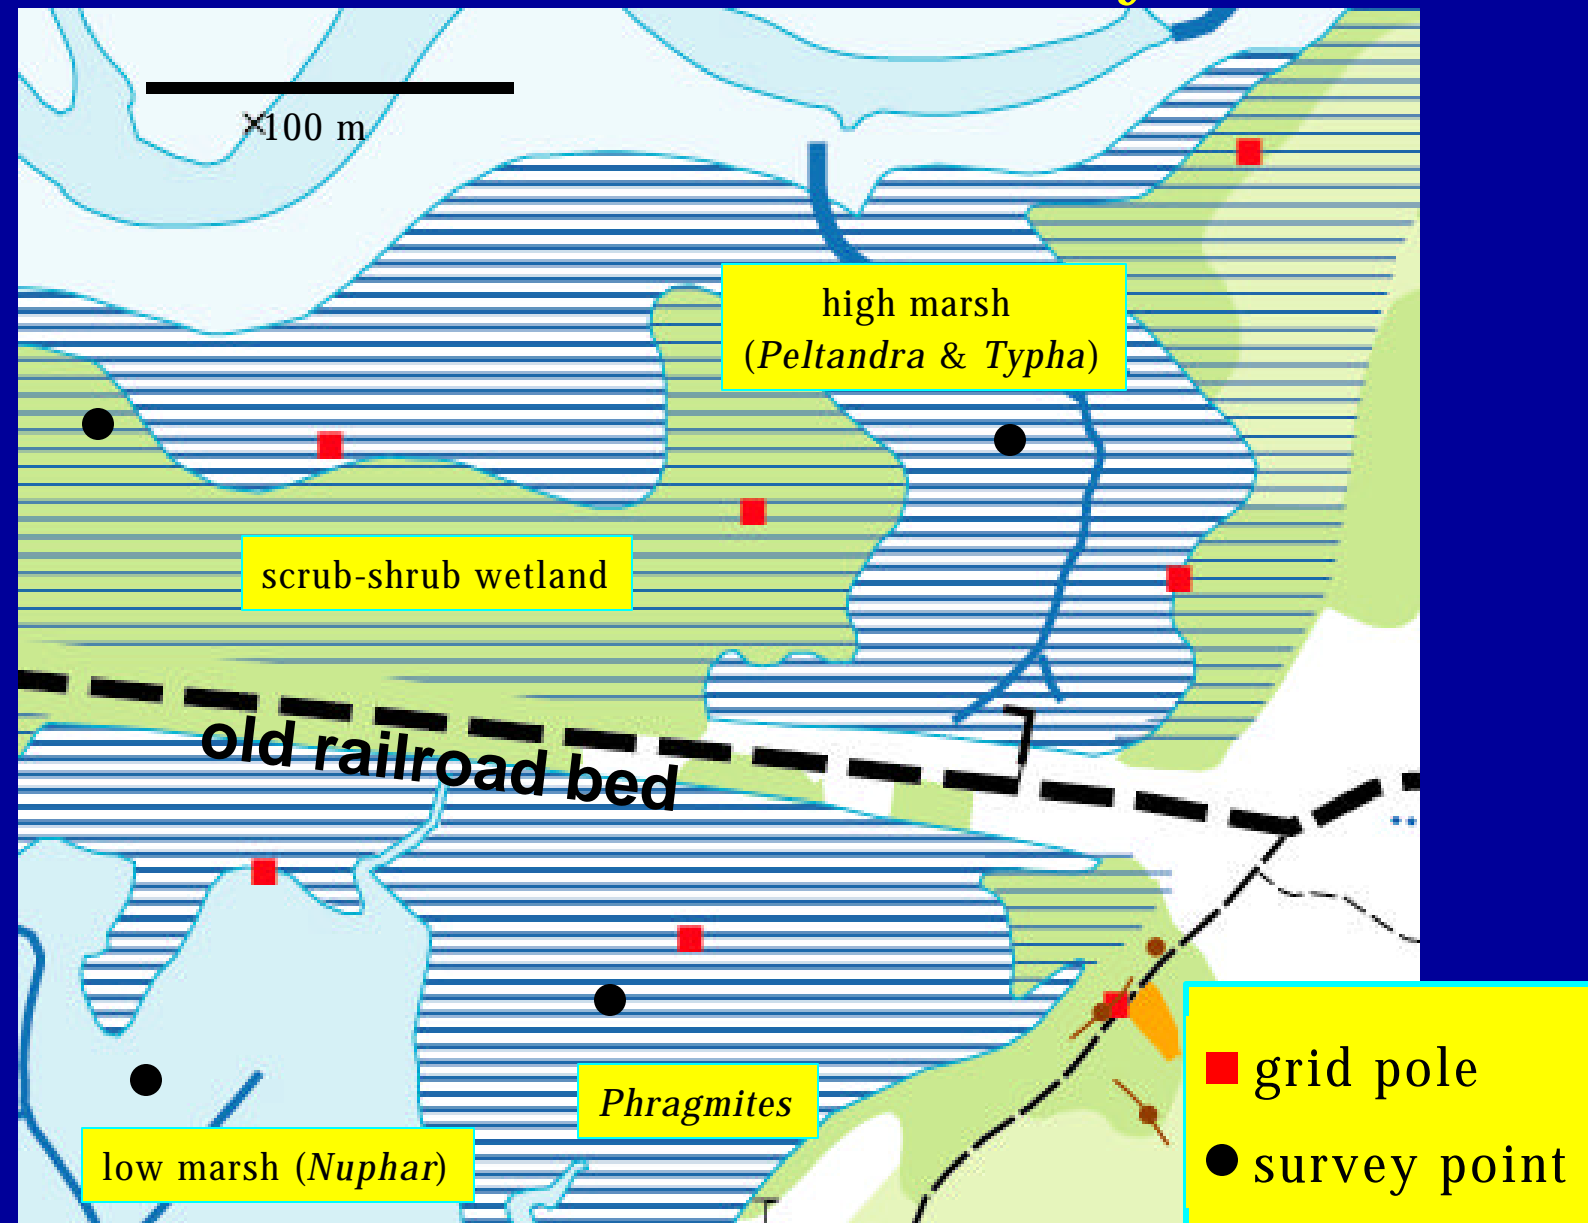 ×100 m
high marsh
(Peltandra & Typha)
scrub-shrub wetland
old railroad bed
Phragmites
low marsh (Nuphar)
grid pole
survey point